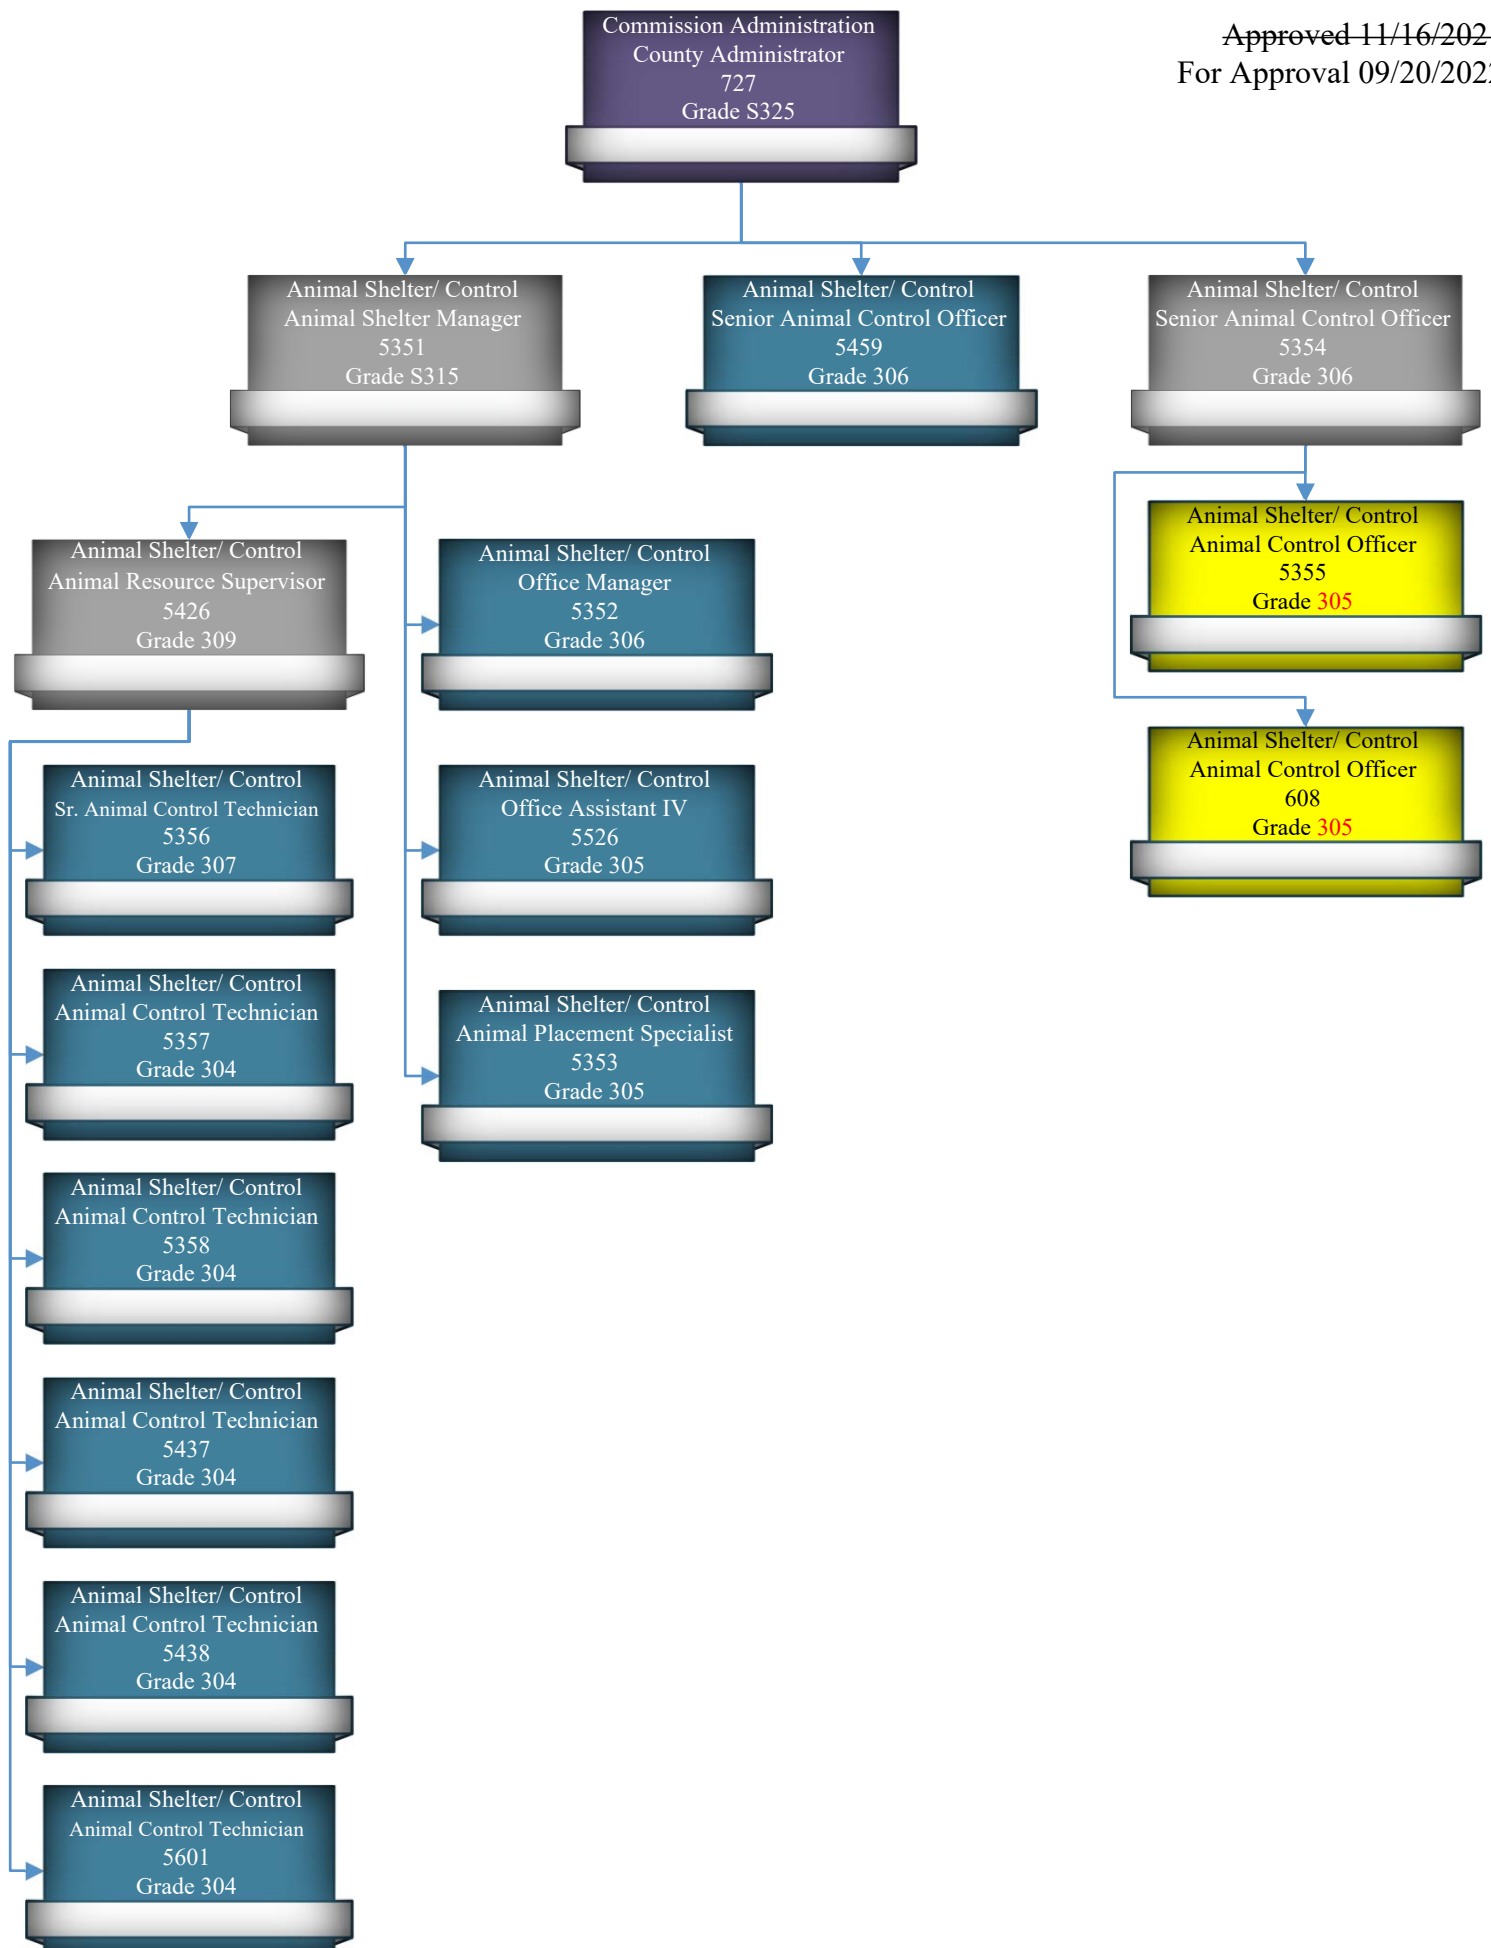 Commission Administration
County Administrator
727
Grade S325
Approved 11/16/202
For Approval 09/20/2022
Animal Shelter/ Control
Animal Shelter Manager
5351
Grade S315
Animal Shelter/ Control
Senior Animal Control Officer
5459
Grade 306
Animal Shelter/ Control
Senior Animal Control Officer
5354
Grade 306
Animal Shelter/ Control
Animal Resource Supervisor
5426
Grade 309
Animal Shelter/ Control
Office Manager
5352
Grade 306
Animal Shelter/ Control
Animal Control Officer
5355
Grade 305
Animal Shelter/ Control
Animal Control Officer
608
Grade 305
Animal Shelter/ Control
Sr. Animal Control Technician
5356
Grade 307
Animal Shelter/ Control
Office Assistant IV
5526
Grade 305
Animal Shelter/ Control
Animal Control Technician
5357
Grade 304
Animal Shelter/ Control
Animal Placement Specialist
5353
Grade 305
Animal Shelter/ Control
Animal Control Technician
5358
Grade 304
Animal Shelter/ Control
Animal Control Technician
5437
Grade 304
Animal Shelter/ Control
Animal Control Technician
5438
Grade 304
Animal Shelter/ Control
Animal Control Technician
5601
Grade 304